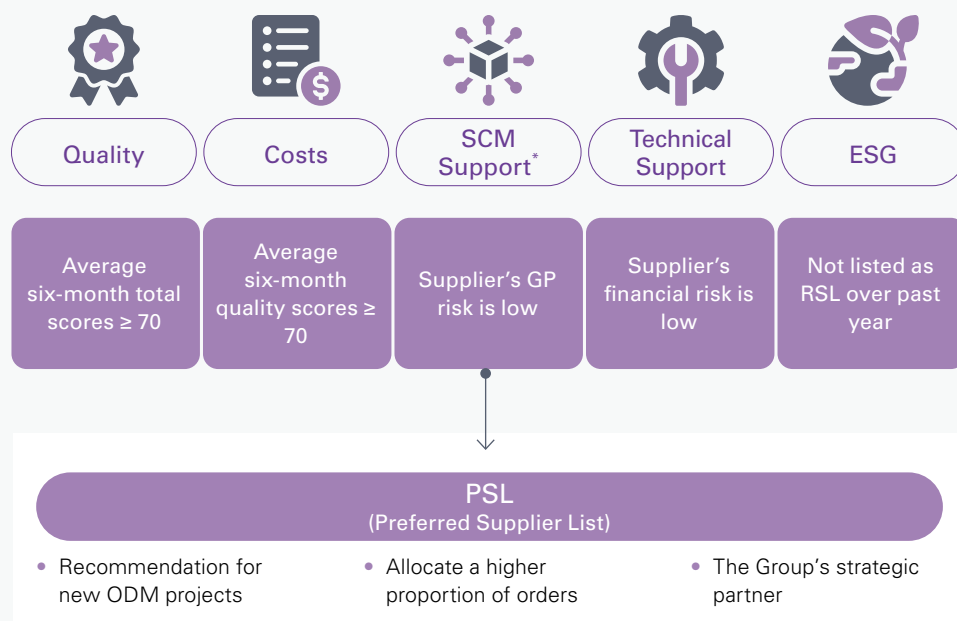 $
Quality
Costs
SCM
Support*
Technical
Support
ESG
Average
six-month total
scores ≥ 70
Average
six-month
quality scores ≥
70
Supplier's GP
risk is low
Supplier's
financial risk is
low
Not listed as
RSL over past
year
PSL
(Preferred Supplier List)
• Recommendation for
new ODM projects
• Allocate a higher
proportion of orders
• The Group's strategic
partner